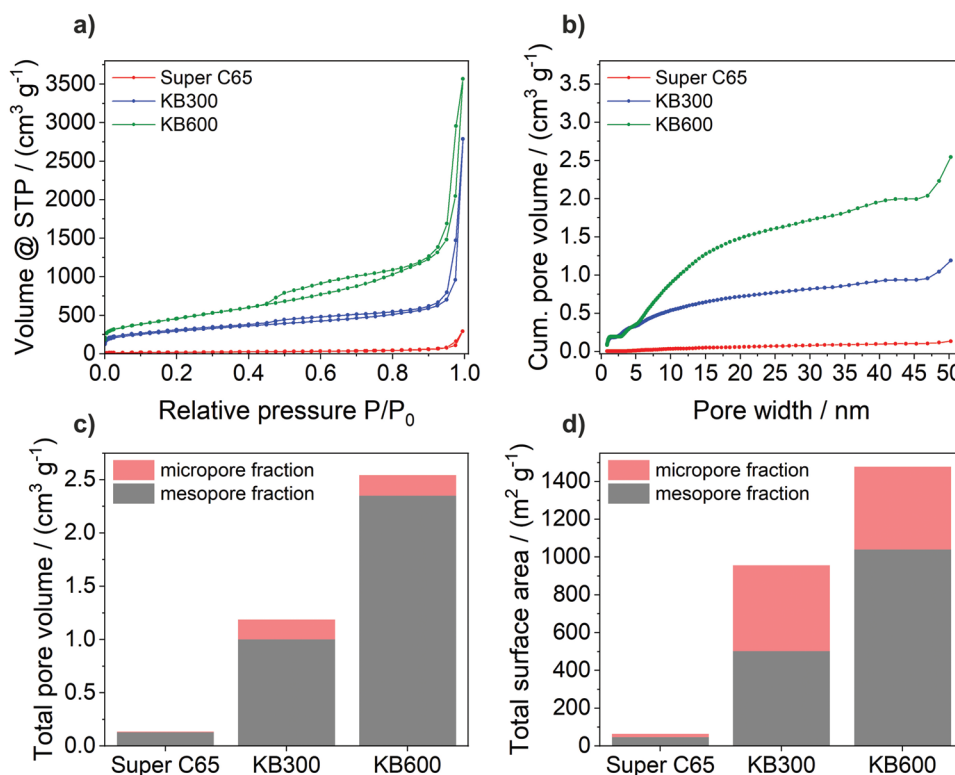 a)
Volume @ STP / (cm³ g⁻¹)
3500
3000
2500
2000
1500
1000
500
0
Super C65
KB300
KB600
0.0 0.2 0.4 0.6 0.8 1.0
Relative pressure P/P₀
b)
Cum. pore volume / (cm³ g⁻¹)
3.5
3.0
2.5
2.0
1.5
1.0
0.5
0.0
Super C65
KB300
KB600
0 5 10 15 20 25 30 35 40 45 50
Pore width / nm
c)
Total pore volume / (cm³ g⁻¹)
2.5
2.0
1.5
1.0
0.5
0.0
micropore fraction
mesopore fraction
Super C65 KB300 KB600
d)
Total surface area / (m² g⁻¹)
1400
1200
1000
800
600
400
200
0
micropore fraction
mesopore fraction
Super C65 KB300 KB600